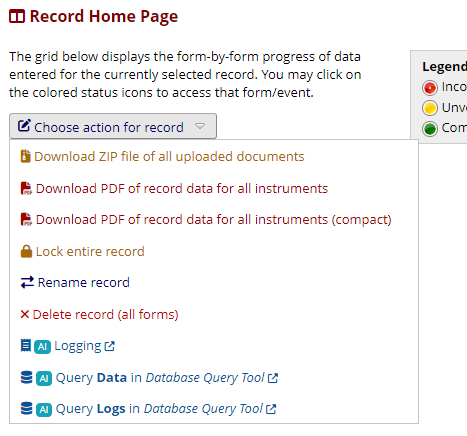 Record Home Page
The grid below displays the form-by-form progress of data
entered for the currently selected record. You may click on
the colored status icons to access that form/event.
Legend
Inco
Unv
Com
Choose action for record
Download ZIP file of all uploaded documents
Download PDF of record data for all instruments
Download PDF of record data for all instruments (compact)
Lock entire record
Rename record
Delete record (all forms)
AI Logging
AI Query Data in Database Query Tool
AI Query Logs in Database Query Tool